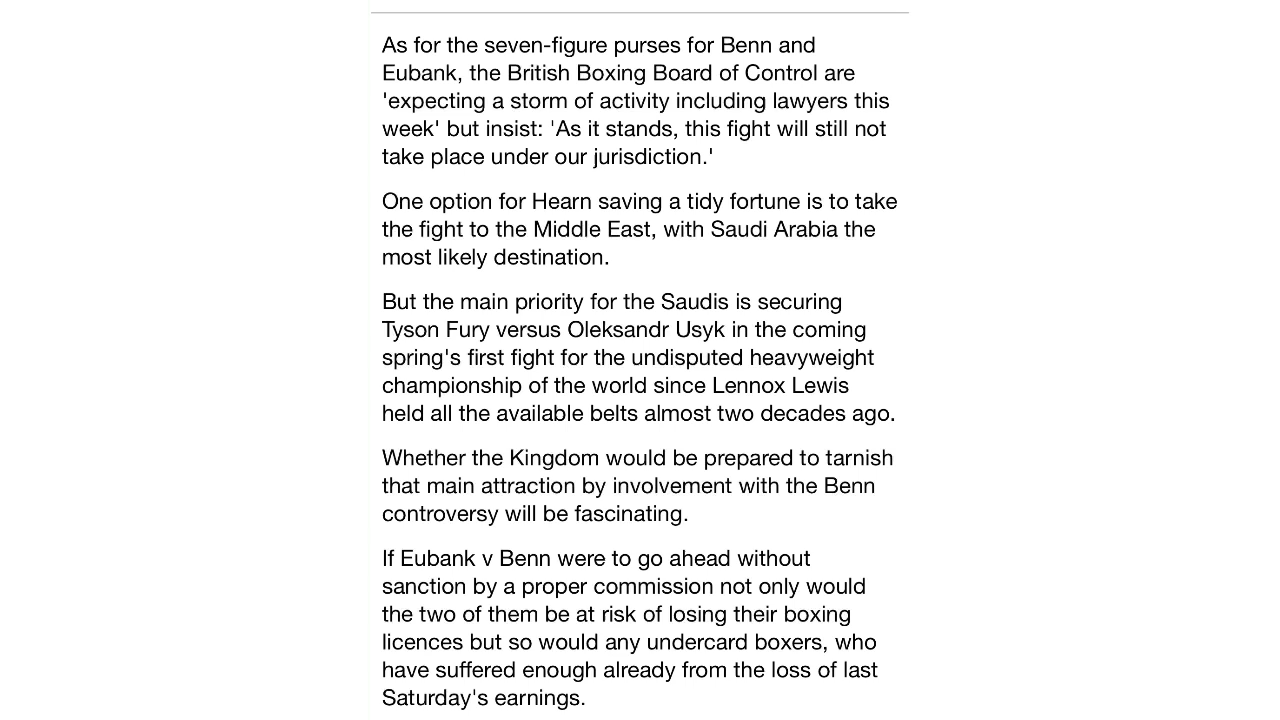 As for the seven-figure purses for Benn and
Eubank, the British Boxing Board of Control are
'expecting a storm of activity including lawyers this
week' but insist: 'As it stands, this fight will still not
take place under our jurisdiction.'
One option for Hearn saving a tidy fortune is to take
the fight to the Middle East, with Saudi Arabia the
most likely destination.
But the main priority for the Saudis is securing
Tyson Fury versus Oleksandr Usyk in the coming
spring's first fight for the undisputed heavyweight
championship of the world since Lennox Lewis
held all the available belts almost two decades ago.
Whether the Kingdom would be prepared to tarnish
that main attraction by involvement with the Benn
controversy will be fascinating.
If Eubank v Benn were to go ahead without
sanction by a proper commission not only would
the two of them be at risk of losing their boxing
licences but so would any undercard boxers, who
have suffered enough already from the loss of last
Saturday's earnings.